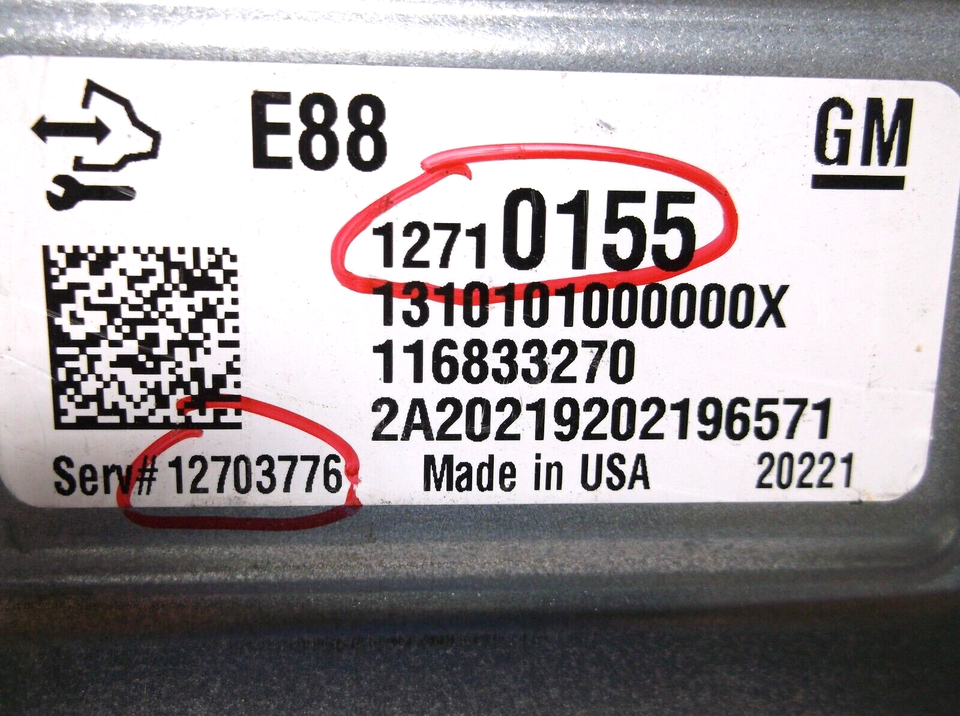 E88
GM
12710155
1310101000000X
116833270
2A20219202196571
Serv# 12703776
Made in USA
20221